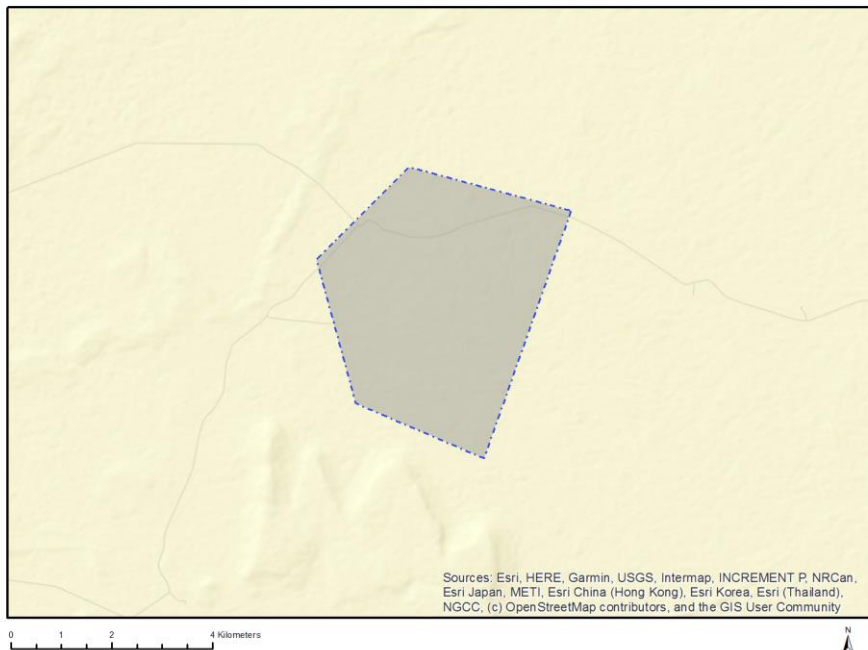 Sources: Esri, HERE, Garmin, USGS, Intermap, INCREMENT P, NRCan,
Esri Japan, METI, Esri China (Hong Kong), Esri Korea, Esri (Thailand),
NGCC, (c) OpenStreetMap contributors, and the GIS User Community
0 1 2 4 Kilometers
N